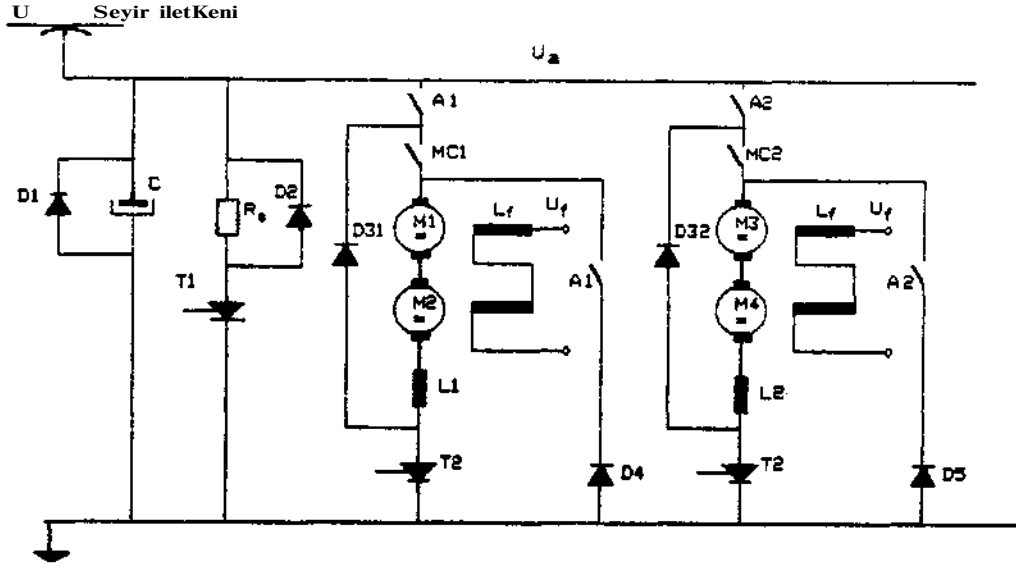 U Seyir iletKeni
Ua
A1
A2
MC1
MC2
D1
C
Rs
D2
D31
M1
Lf
Uf
D32
M3
Lf
Uf
T1
A1
A2
M2
M4
L1
L2
T2
D4
T2
D5